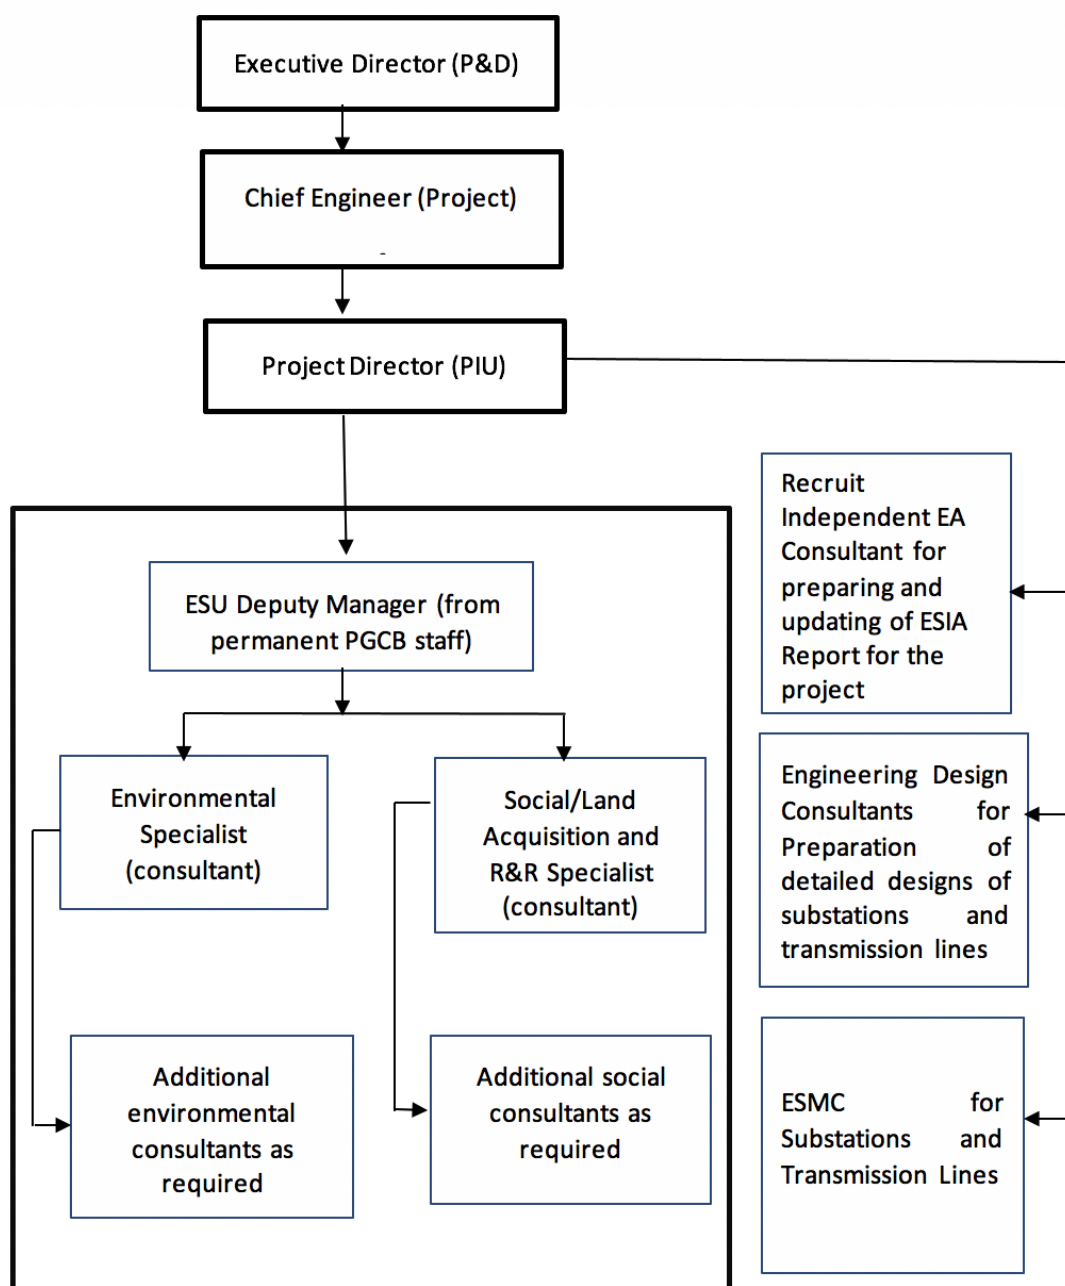 Executive Director (P&D)
Chief Engineer (Project)
-
Project Director (PIU)
ESU Deputy Manager (from
permanent PGCB staff)
Environmental
Specialist
(consultant)
Social/Land
Acquisition and
R&R Specialist
(consultant)
Additional
environmental
consultants as
required
Additional social
consultants as
required
Recruit
Independent EA
Consultant for
preparing and
updating of ESIA
Report for the
project
Engineering Design
Consultants for
Preparation of
detailed designs of
substations and
transmission lines
ESMC for
Substations and
Transmission Lines